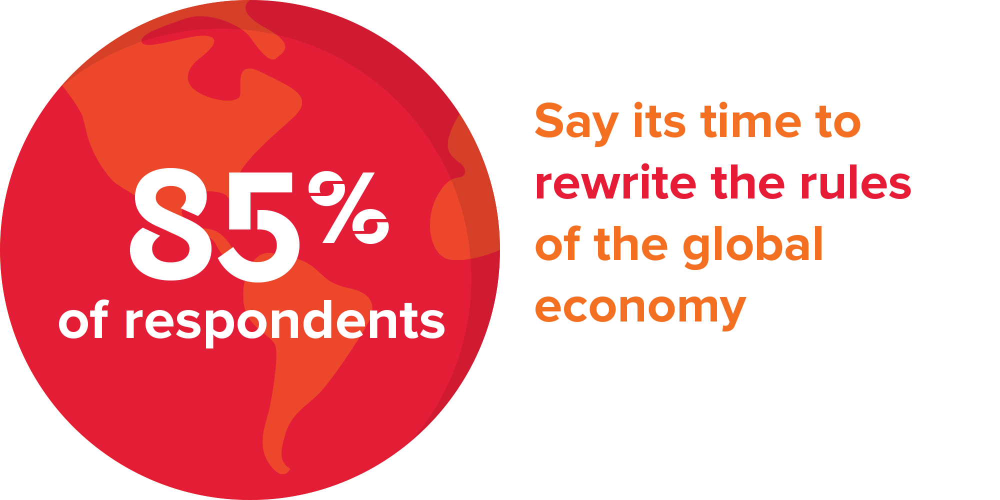 85%
of respondents
Say its time to
rewrite the rules
of the global
economy